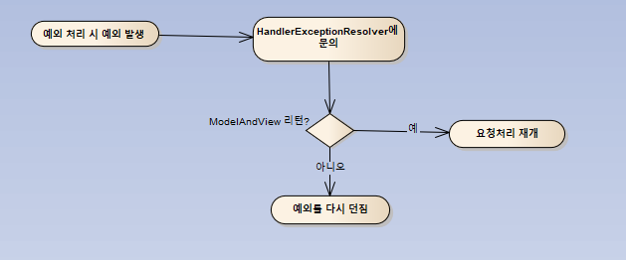 예외 처리 시 예외 발생
HandlerExceptionResolver에
문의
ModelAndView 리턴?
예
요청처리 재개
아니오
예외를 다시 던짐